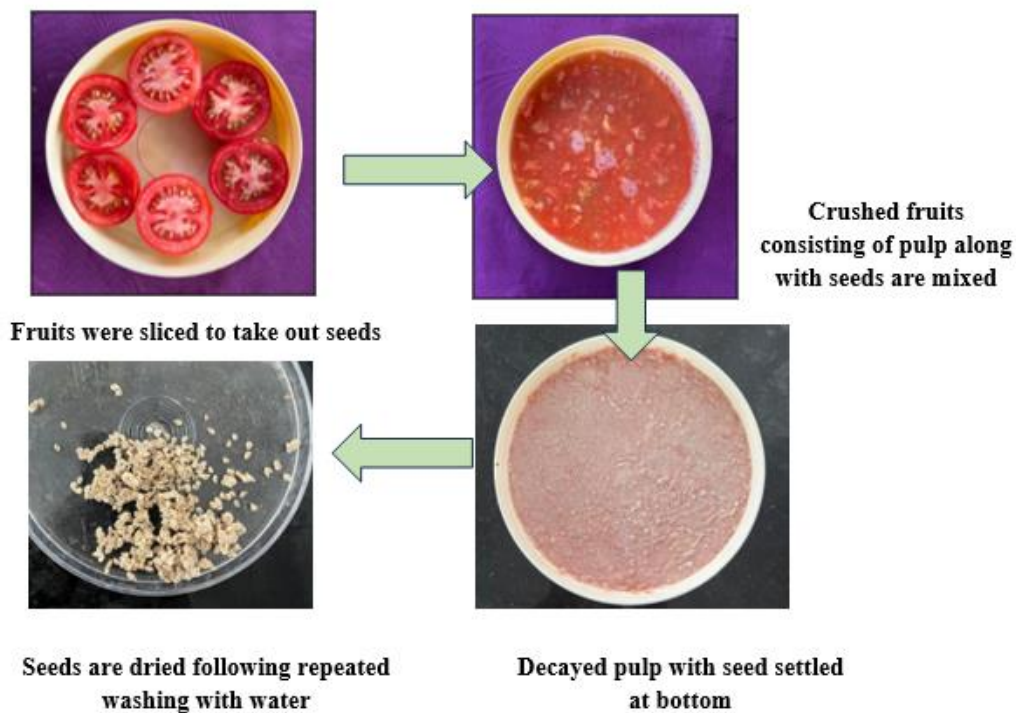 Fruits were sliced to take out seeds
Crushed fruits
consisting of pulp along
with seeds are mixed
Decayed pulp with seed settled
at bottom
Seeds are dried following repeated
washing with water